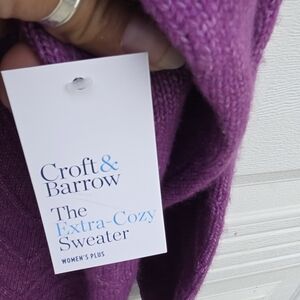 Croft&
Barrow
The
Extra-Cozy
Sweater
WOMEN'S PLUS